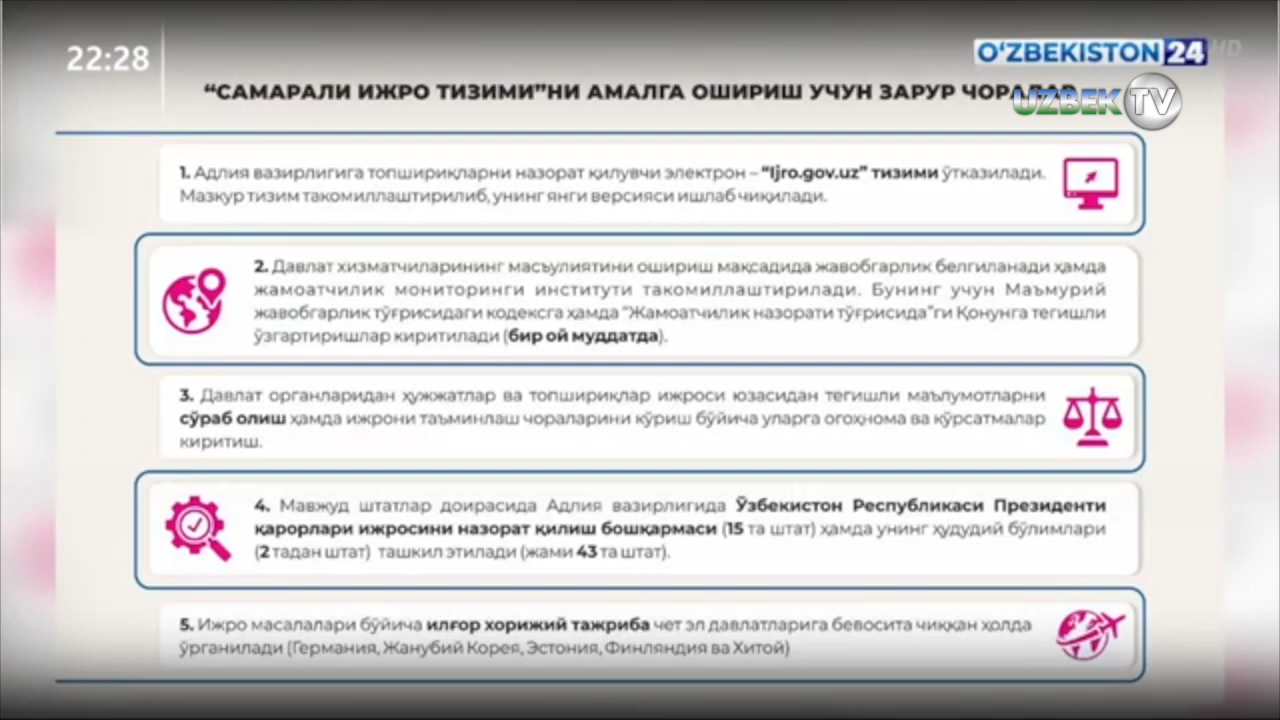 22:28
O‘ZBEKISTON 24 HD
“САМАРАЛИ ИЖРО ТИЗИМИ”НИ АМАЛГА ОШИРИШ УЧУН ЗАРУР
UZBEK TV
1. Адлия вазирлигига топшириқларни назорат қилувчи электрон – “Ijro.gov.uz” тизими ўтказилади.
Мазкур тизим такомиллаштирилиб, унинг янги версияси ишлаб чиқилади.
2. Давлат хизматчиларининг масъулиятини ошириш мақсадида жавобгарлик белгиланади ҳамда
жамоатчилик мониторинги институти такомиллаштирилади. Бунинг учун Маъмурий
жавобгарлик тўғрисидаги кодексга ҳамда “Жамоатчилик назорати тўғрисида”ги Қонунга тегишли
ўзгартиришлар киритилади (бир ой муддатда).
3. Давлат органларидан ҳужжатлар ва топшириқлар ижроси юзасидан тегишли маълумотларни
сўраб олиш ҳамда ижрони таъминлаш чораларини кўриш бўйича уларга огоҳнома ва кўрсатмалар
киритиш.
4. Мавжуд штатлар доирасида Адлия вазирлигида Ўзбекистон Республикаси Президенти
қарорлари ижросини назорат қилиш бошқармаси (15 та штат) ҳамда унинг ҳудудий бўлимлари
(2 тадан штат) ташкил этилади (жами 43 та штат).
5. Ижро масалалари бўйича илғор хорижий тажриба чет эл давлатларига бевосита чиққан ҳолда
ўрганилади (Германия, Жанубий Корея, Эстония, Финляндия ва Хитой)